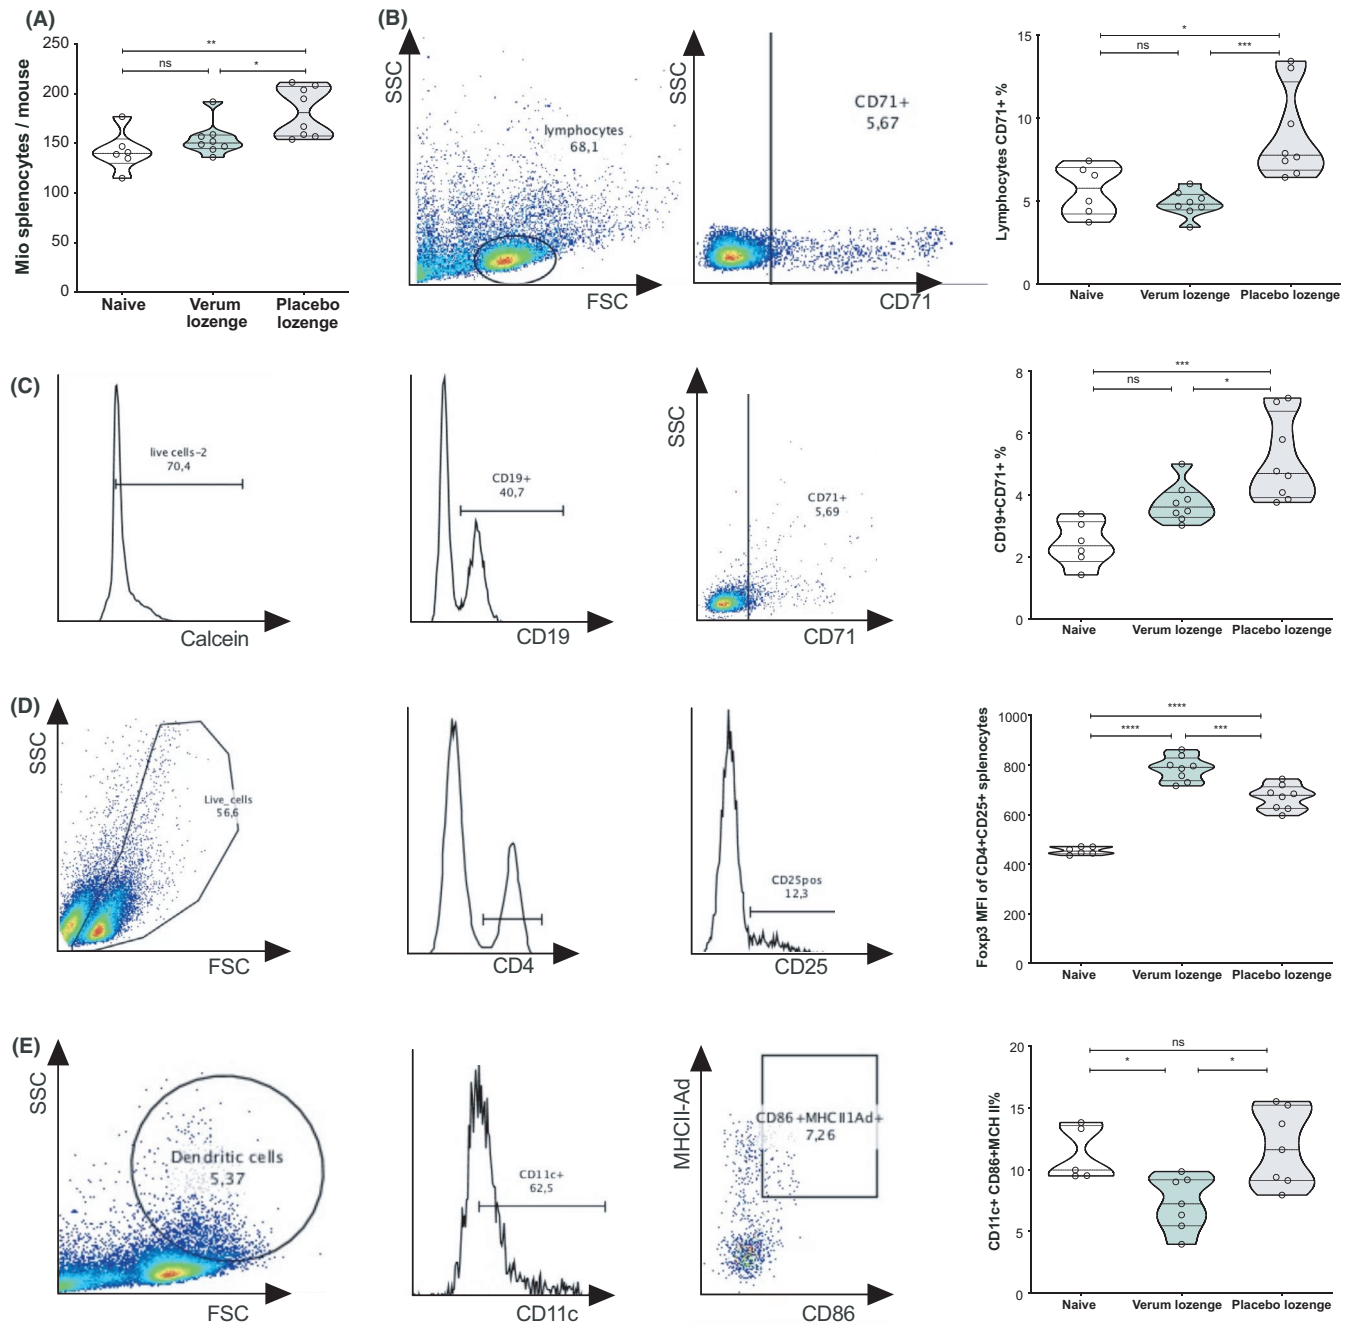 (A)
Mio splenocytes / mouse
250
200
150
100
50
0
**
ns
*
Naive
Verum
lozenge
Placebo
lozenge
(B)
SSC
lymphocytes
68,1
FSC
SSC
CD71+
5,67
CD71
Lymphocytes CD71+ %
15
10
5
0
*
ns
***
Naive
Verum lozenge
Placebo lozenge
(C)
live cells-2
70,4
Calcein
CD19+
40,7
CD19
SSC
CD71+
5,69
CD71
CD19+CD71+ %
8
6
4
2
0
***
ns
*
Naive
Verum lozenge
Placebo lozenge
(D)
SSC
Live_cells
56,6
FSC
CD4
CD25pos
12,3
CD25
Foxp3 MFI of CD4+CD25+ splenocytes
1000
800
600
400
200
0
****
****
***
Naive
Verum lozenge
Placebo lozenge
(E)
SSC
Dendritic cells
5,37
FSC
CD11c+
62,5
CD11c
MHCII-Ad
CD86+MHCII1Ad+
7,26
CD86
CD11c+ CD86+MCH II%
20
15
10
5
0
ns
*
*
Naive
Verum lozenge
Placebo lozenge